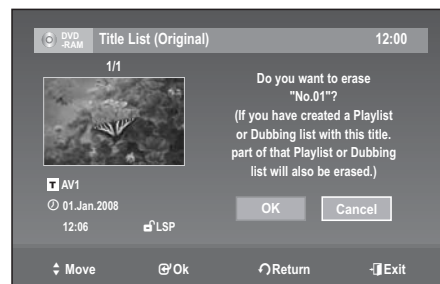 DVD
-RAM
Title List (Original)
12:00
1/1
Do you want to erase
"No.01"?
(If you have created a Playlist
or Dubbing list with this title.
part of that Playlist or Dubbing
list will also be erased.)
T AV1
01.Jan.2008
12:06
LSP
OK
Cancel
Move
Ok
Return
Exit